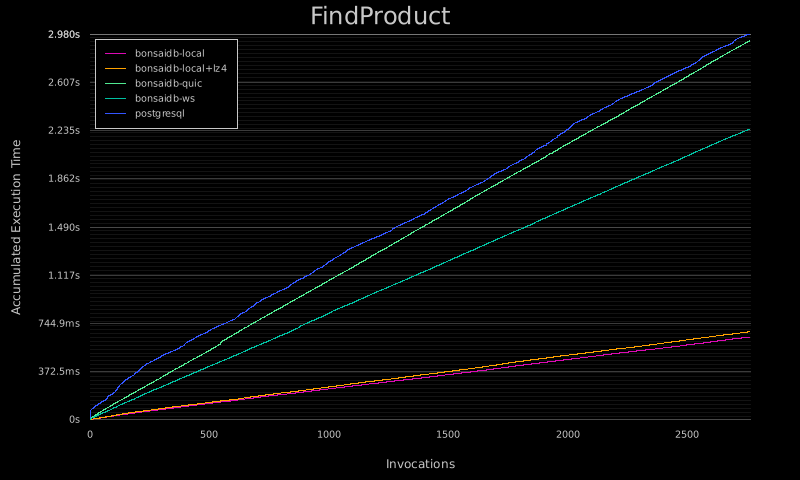 FindProduct
2.980s
2.607s
2.235s
1.862s
1.490s
1.117s
744.9ms
372.5ms
0s
Accumulated Execution Time
bonsaidb-local
bonsaidb-local+lz4
bonsaidb-quic
bonsaidb-ws
postgresql
0 500 1000 1500 2000 2500
Invocations